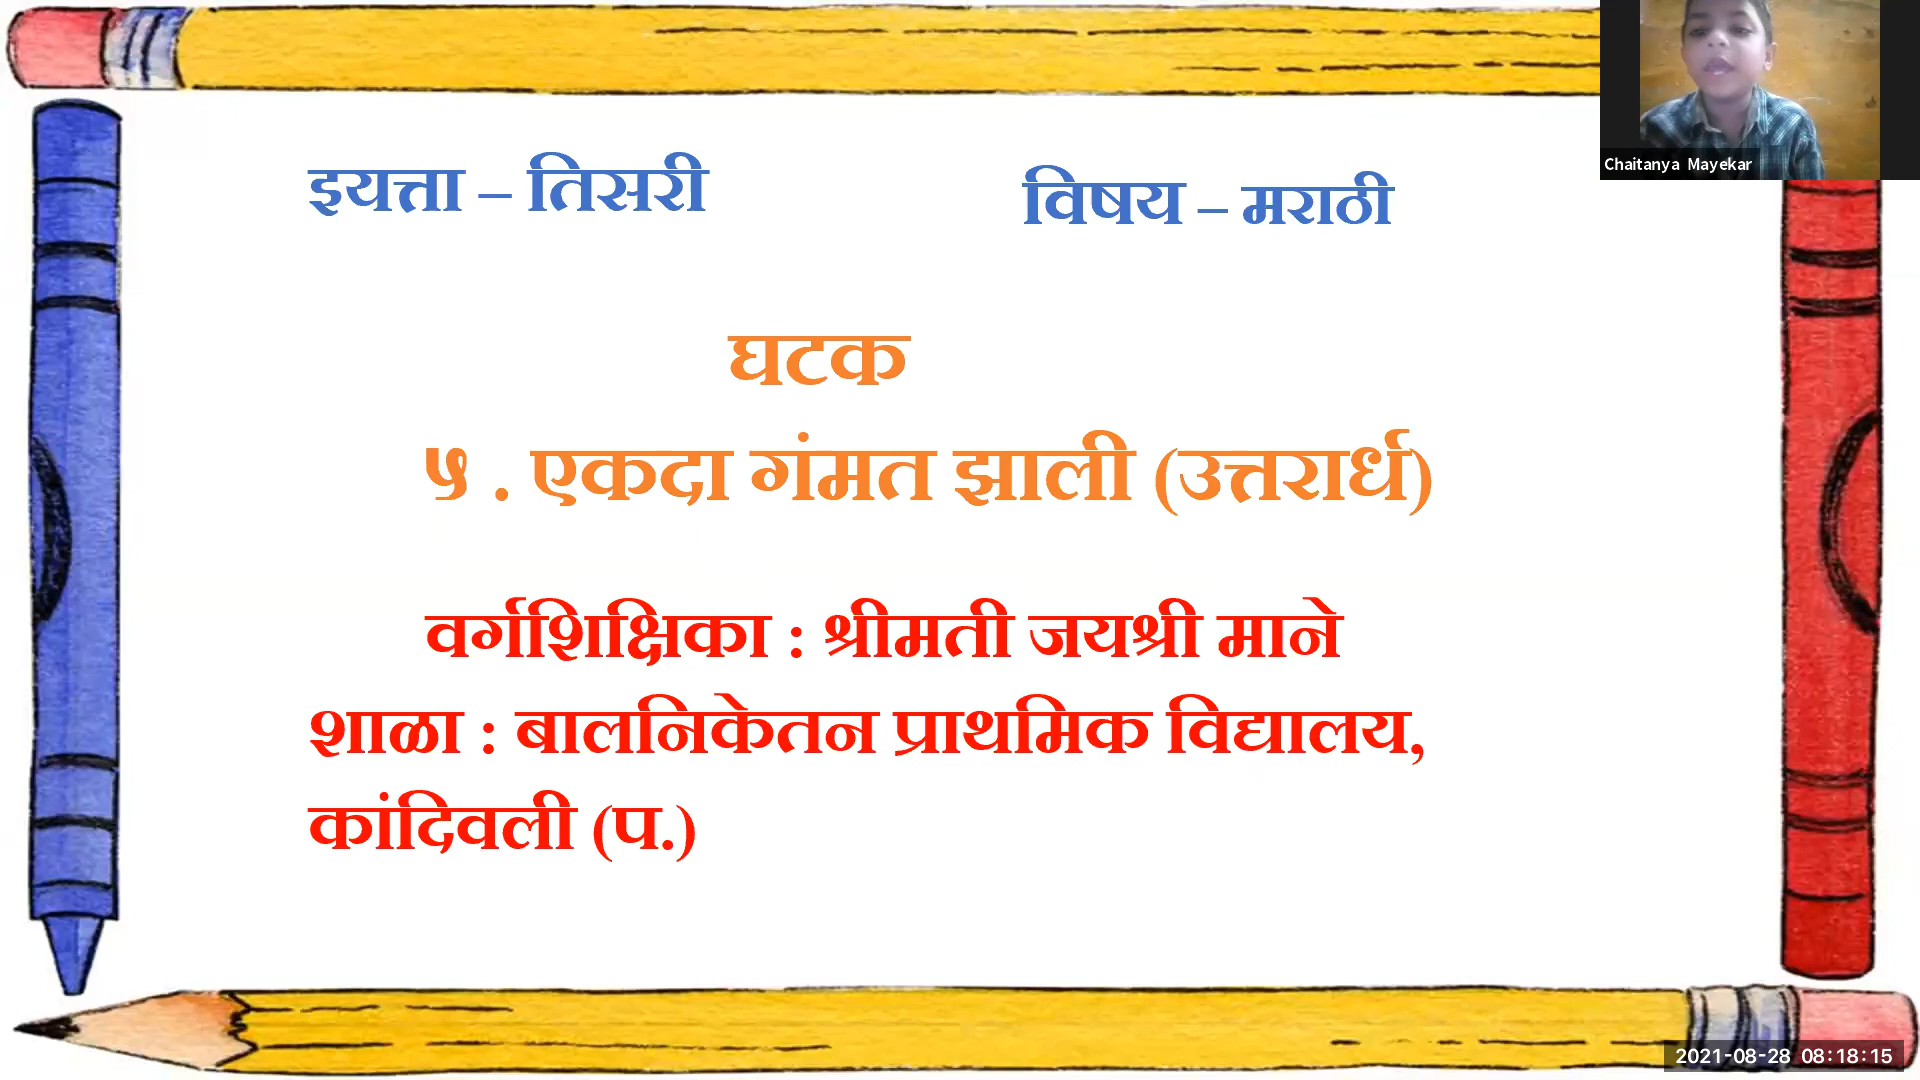 Chaitanya Mayekar
इयत्ता – तिसरी
विषय – मराठी
घटक
५ . एकदा गंमत झाली (उत्तरार्ध)
वर्गशिक्षिका : श्रीमती जयश्री माने
शाळा : बालनिकेतन प्राथमिक विद्यालय,
कांदिवली (प.)
2021-08-28 08:18:15